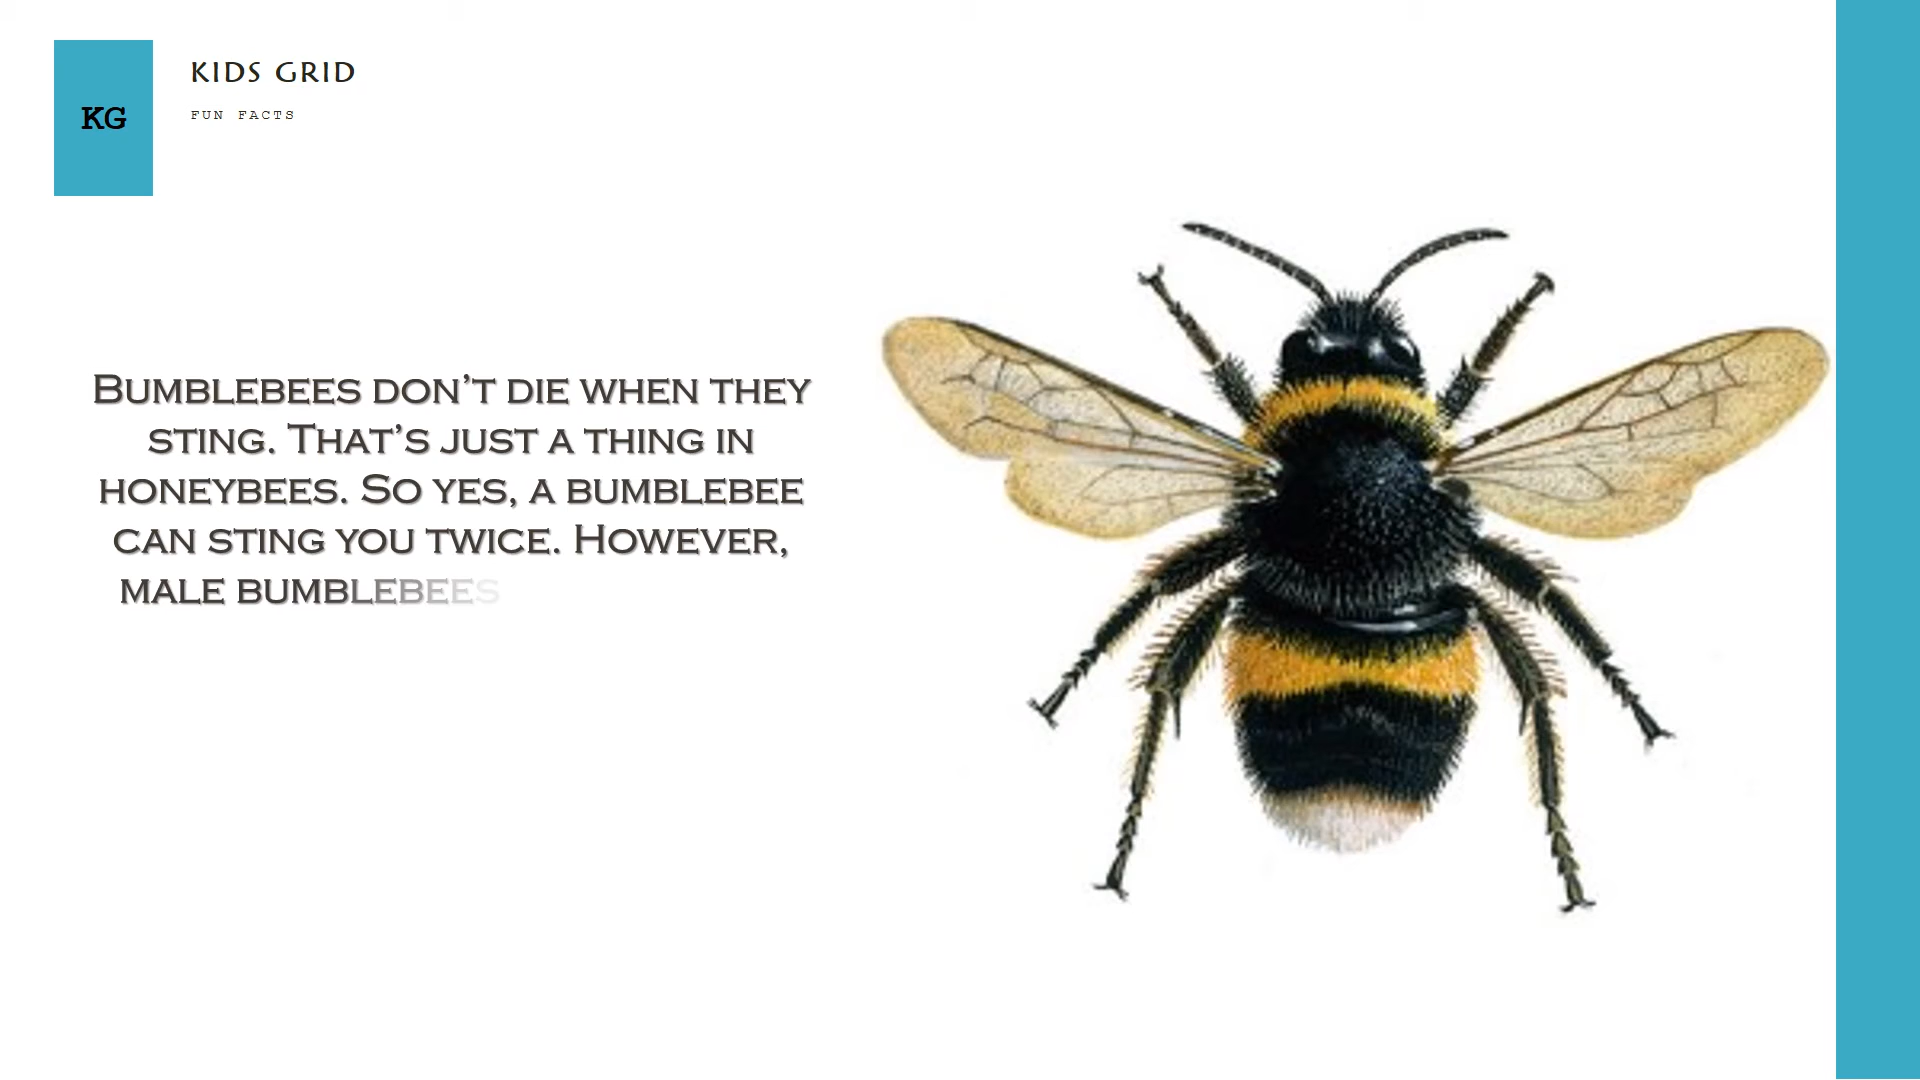 KG
KIDS GRID
FUN FACTS
BUMBLEBEES DON'T DIE WHEN THEY
STING. THAT'S JUST A THING IN
HONEYBEES. SO YES, A BUMBLEBEE
CAN STING YOU TWICE. HOWEVER,
MALE BUMBLEBEES